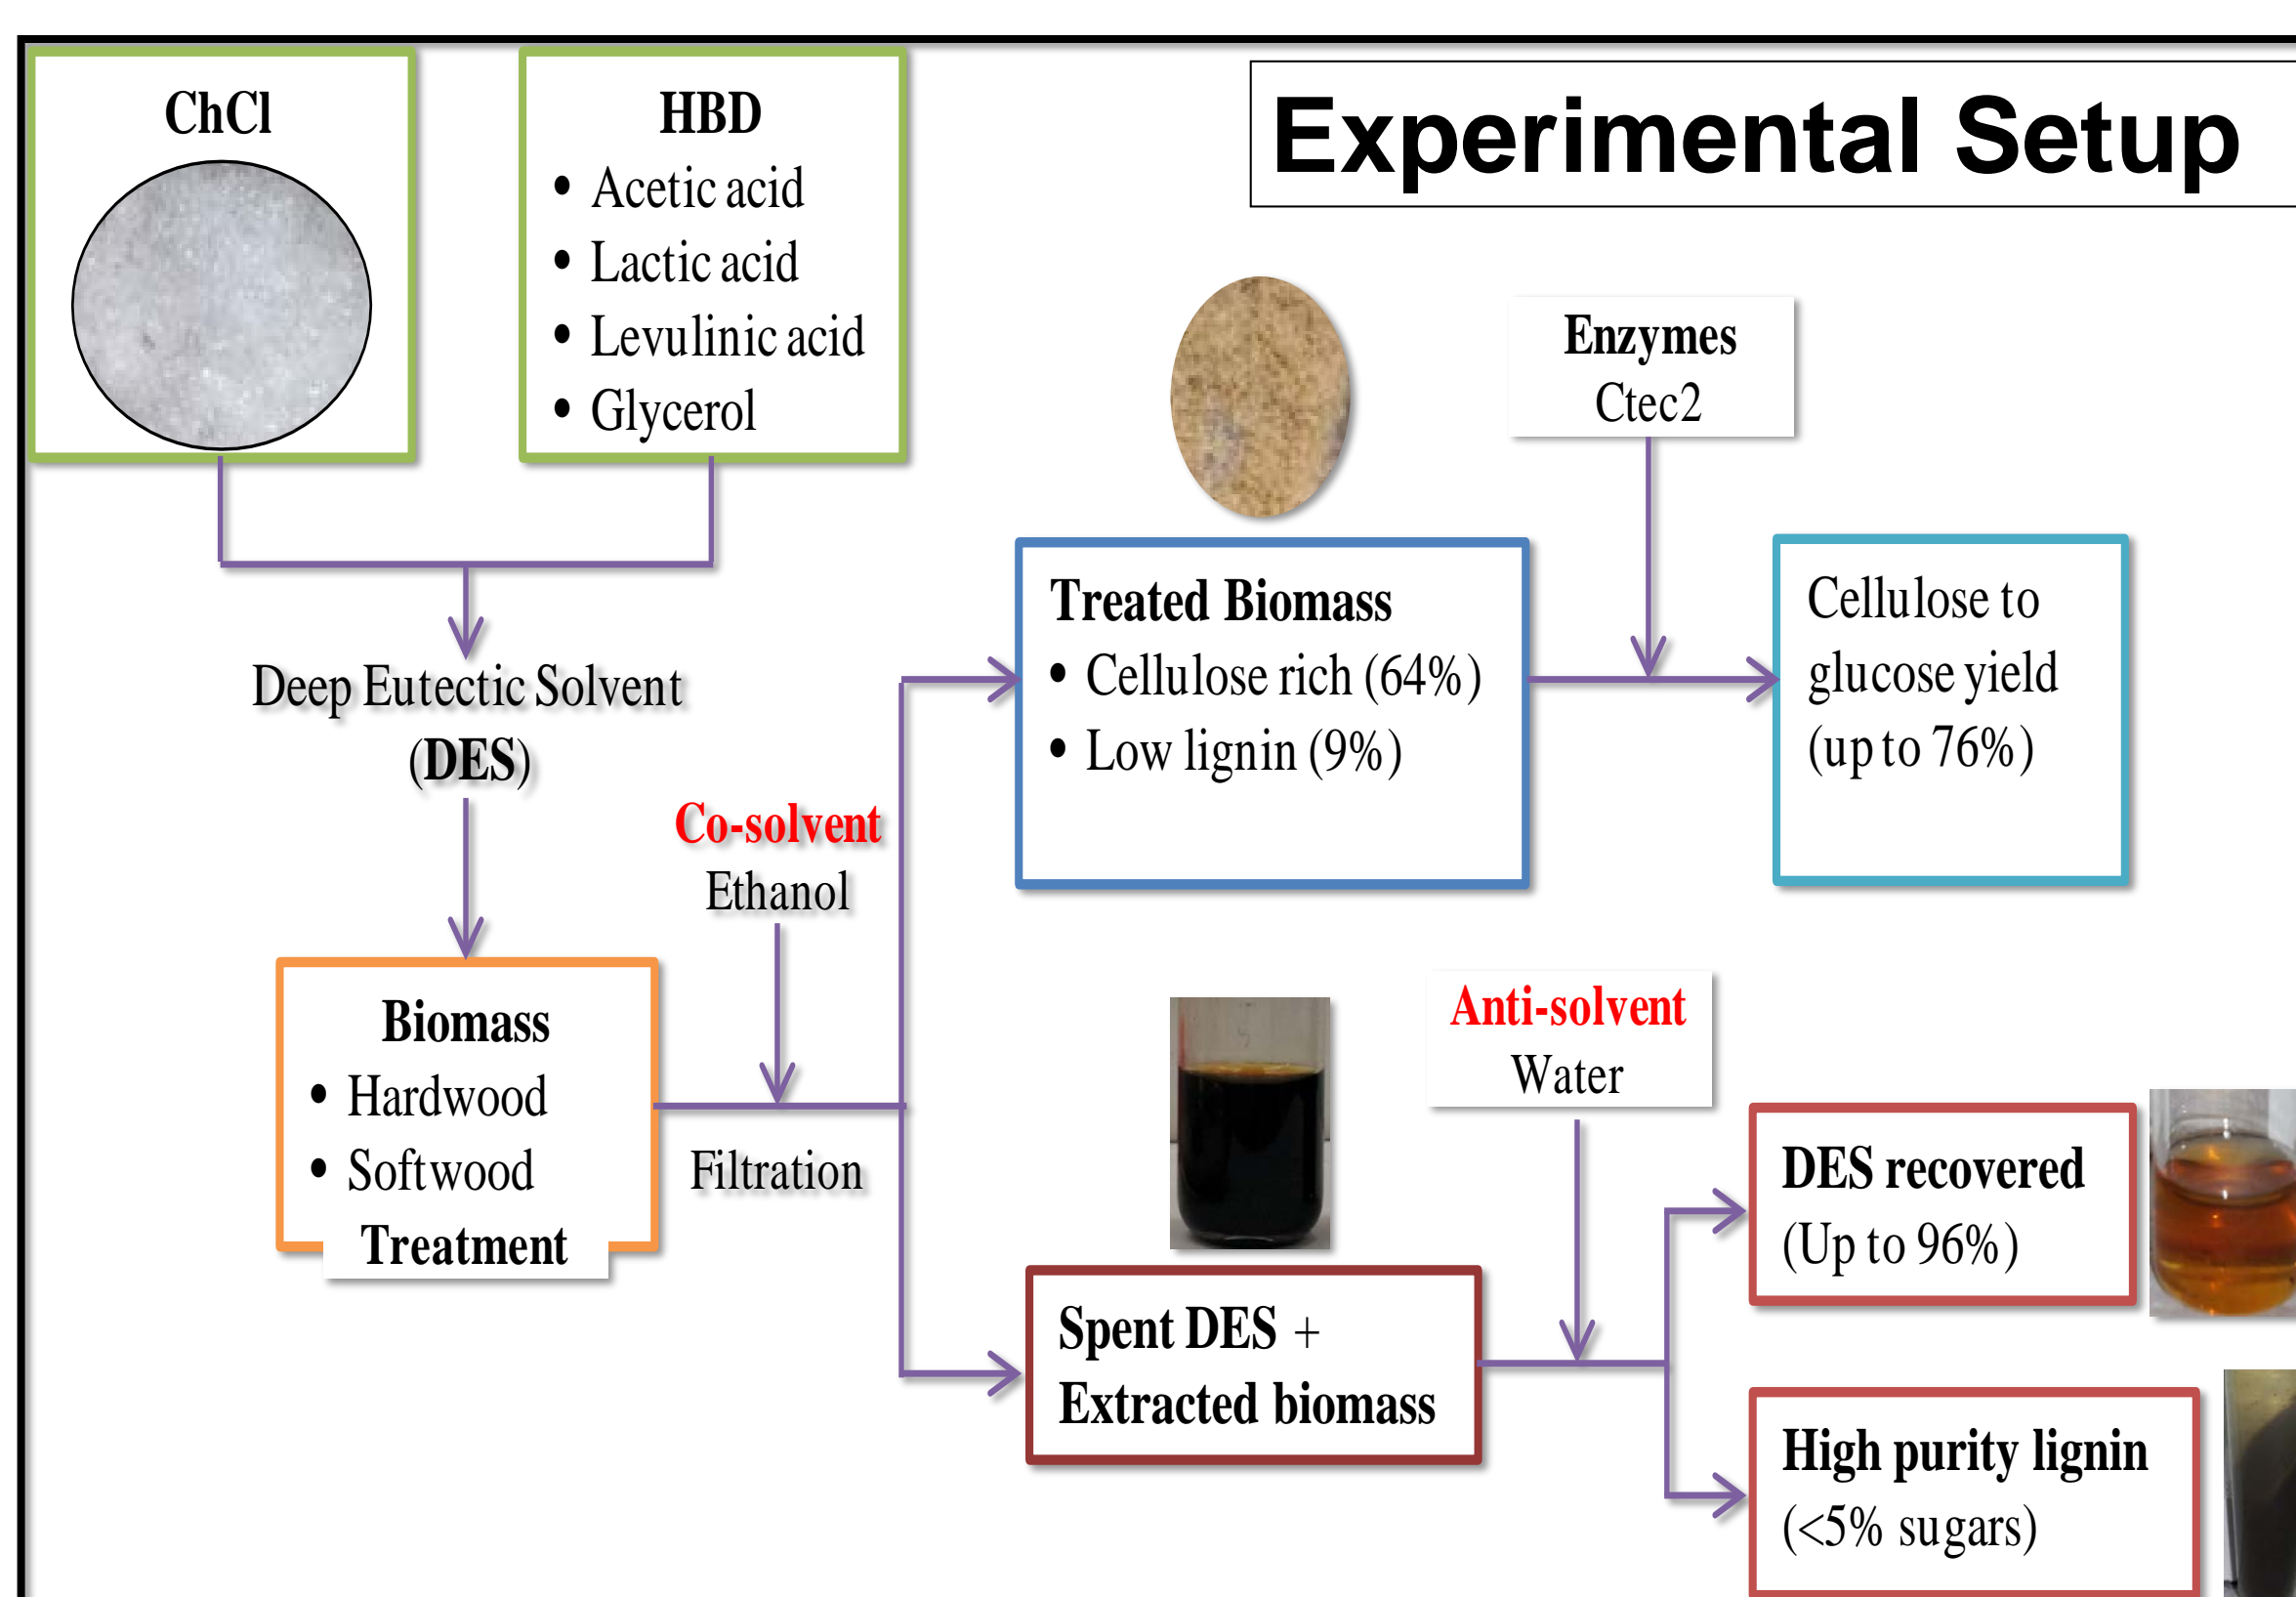 Experimental Setup
ChCl
HBD
• Acetic acid
• Lactic acid
• Levulinic acid
• Glycerol
Deep Eutectic Solvent
(DES)
Biomass
• Hardwood
• Softwood
Treatment
Co-solvent
Ethanol
Filtration
Treated Biomass
• Cellulose rich (64%)
• Low lignin (9%)
Enzymes
Ctec2
Cellulose to
glucose yield
(up to 76%)
Spent DES +
Extracted biomass
Anti-solvent
Water
DES recovered
(Up to 96%)
High purity lignin
(<5% sugars)